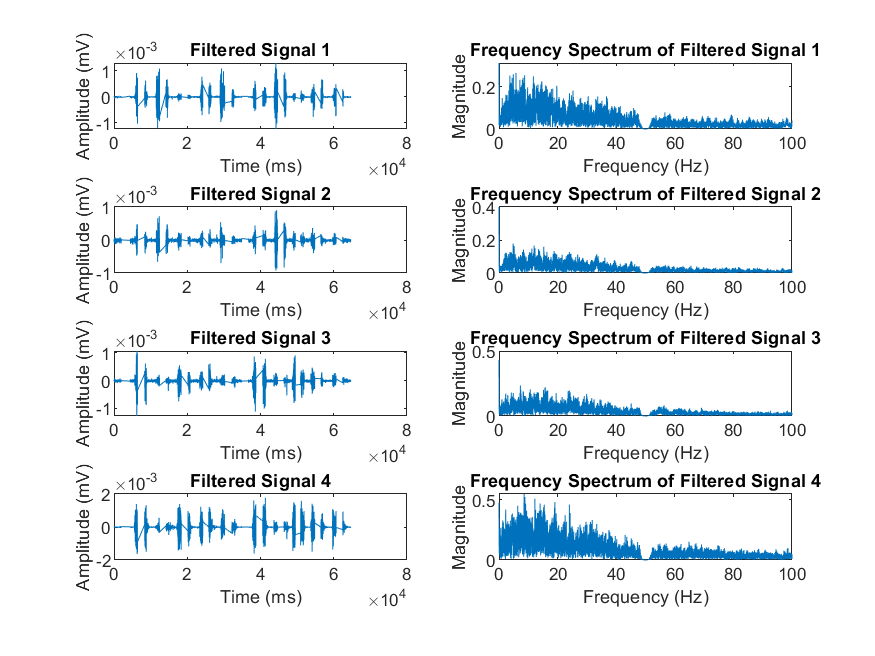 Filtered Signal 1
×10⁻³
Amplitude (mV)
1
0
-1
0 2 4 6 8
Time (ms)
×10⁴
Frequency Spectrum of Filtered Signal 1
Magnitude
0.2
0
0 20 40 60 80 100
Frequency (Hz)
Filtered Signal 2
×10⁻³
Amplitude (mV)
1
0
-1
0 2 4 6 8
Time (ms)
×10⁴
Frequency Spectrum of Filtered Signal 2
Magnitude
0.4
0.2
0
0 20 40 60 80 100
Frequency (Hz)
Filtered Signal 3
×10⁻³
Amplitude (mV)
1
0
-1
0 2 4 6 8
Time (ms)
×10⁴
Frequency Spectrum of Filtered Signal 3
Magnitude
0.5
0
0 20 40 60 80 100
Frequency (Hz)
Filtered Signal 4
×10⁻³
Amplitude (mV)
2
0
-2
0 2 4 6 8
Time (ms)
×10⁴
Frequency Spectrum of Filtered Signal 4
Magnitude
0.5
0
0 20 40 60 80 100
Frequency (Hz)